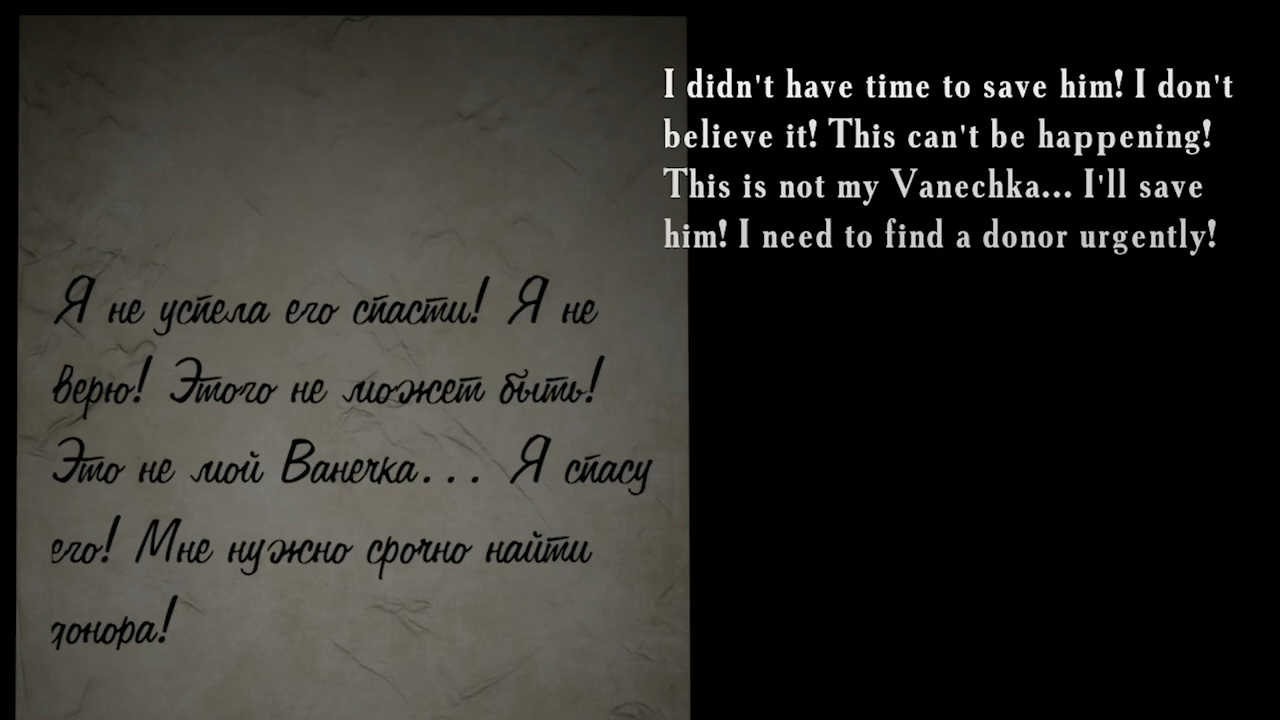 Я не успела его спасти! Я не
верю! Этого не может быть!
Это не мой Ванечка... Я спасу
его! Мне нужно срочно найти
донора!
I didn't have time to save him! I don't
believe it! This can't be happening!
This is not my Vanechka... I'll save
him! I need to find a donor urgently!